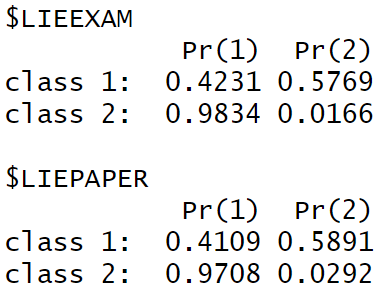 $LIEEXAM
Pr(1) Pr(2)
class 1: 0.4231 0.5769
class 2: 0.9834 0.0166
$LIEPAPER
Pr(1) Pr(2)
class 1: 0.4109 0.5891
class 2: 0.9708 0.0292